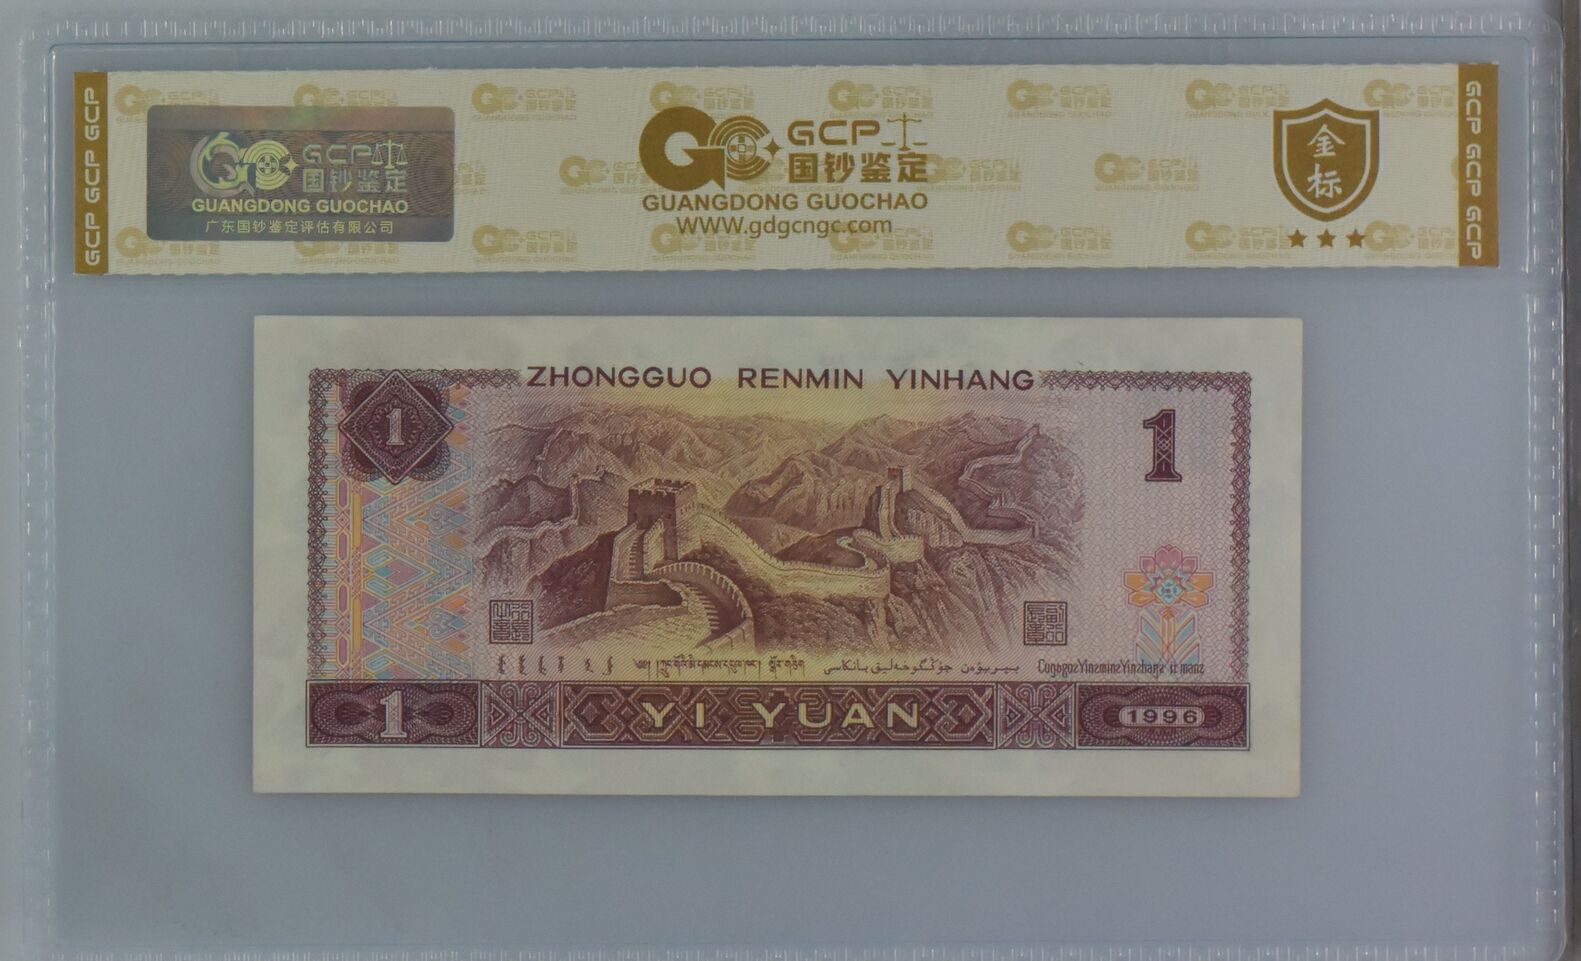 GCP GCP GCP
GCP
国钞鉴定
GUANGDONG GUOCHAO
广东国钞鉴定评估有限公司
GCP
国钞鉴定
GUANGDONG GUOCHAO
WWW.gdgcngc.com
金标
GCP GCP GCP GCP
ZHONGGUO RENMIN YINHANG
1
1
1
YI YUAN
1996